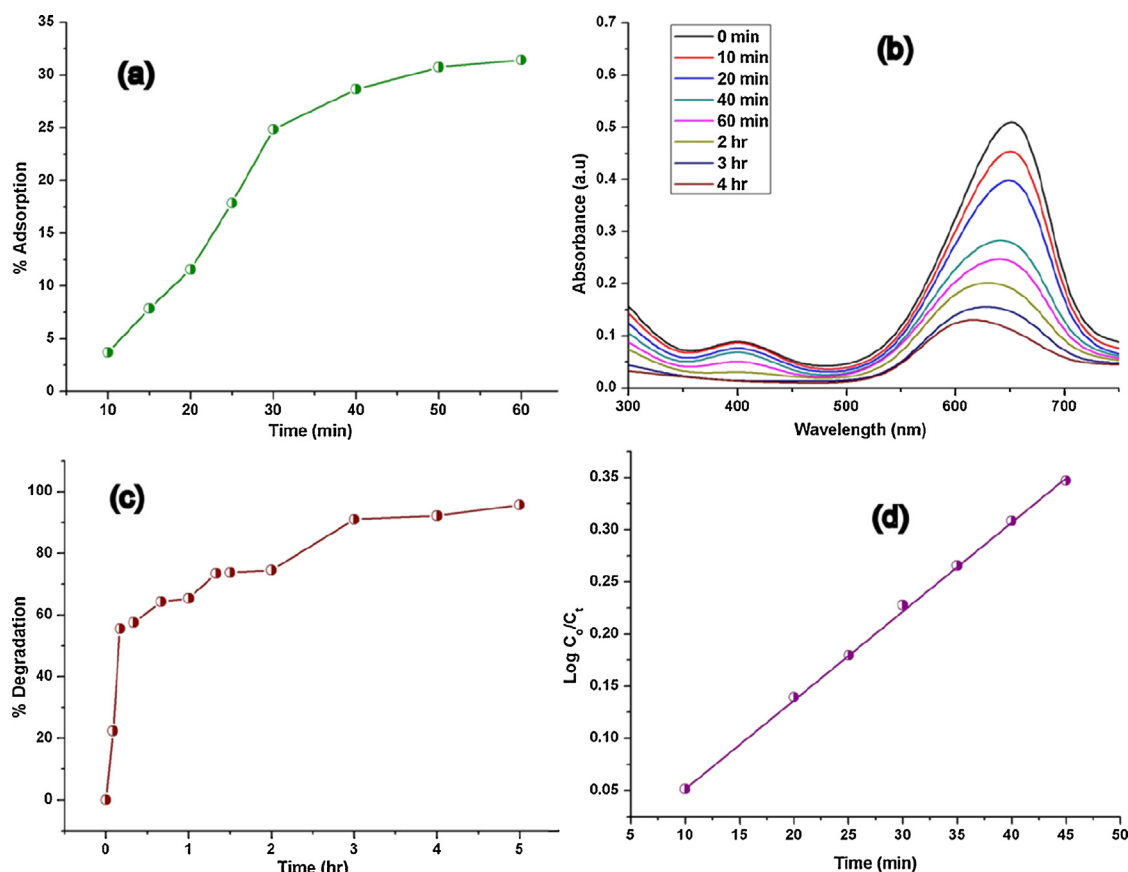 (a)
35
30
25
20
15
10
5
0
% Adsorption
10 20 30 40 50 60
Time (min)
(b)
0 min
10 min
20 min
40 min
60 min
2 hr
3 hr
4 hr
0.7
0.6
0.5
0.4
0.3
0.2
0.1
0.0
Absorbance (a.u)
300 400 500 600 700
Wavelength (nm)
(c)
100
80
60
40
20
0
% Degradation
0 1 2 3 4 5
Time (hr)
(d)
0.35
0.30
0.25
0.20
0.15
0.10
0.05
Log C₀/Cₜ
5 10 15 20 25 30 35 40 45 50
Time (min)